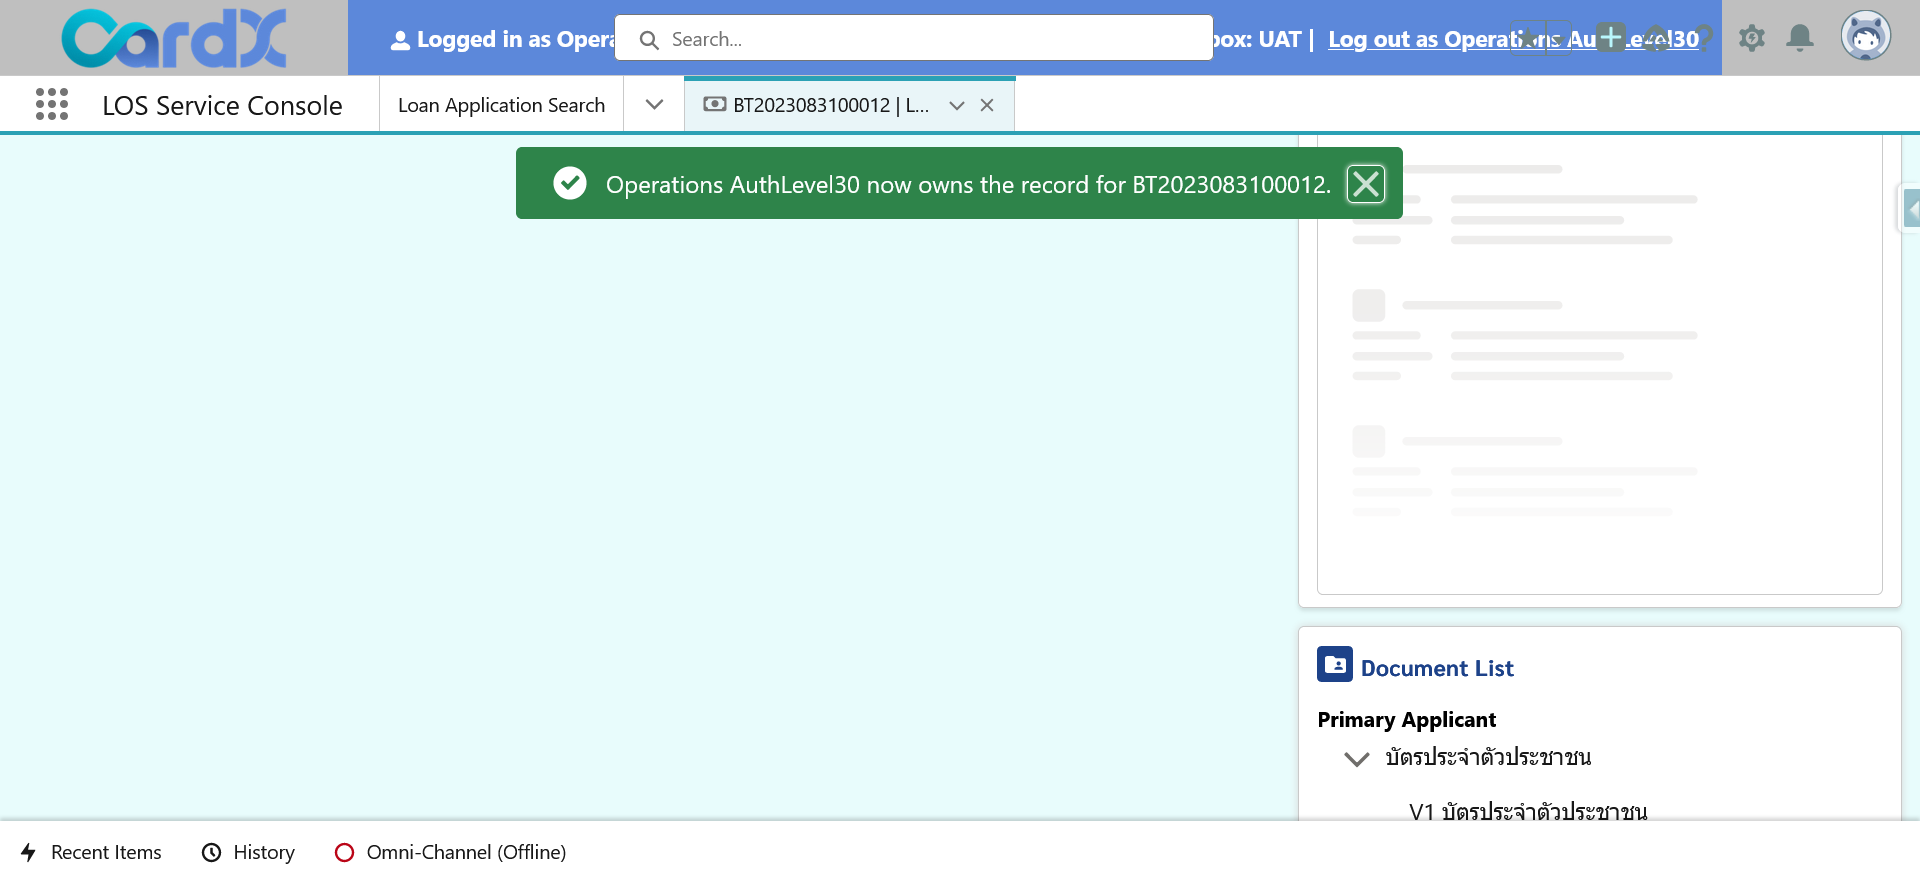 CardX
Logged in as Opera
Search...
box: UAT |
Log out as Operations AuthLevel30
LOS Service Console
Loan Application Search
BT2023083100012 | L...
Operations AuthLevel30 now owns the record for BT2023083100012.
Document List
Primary Applicant
บัตรประจำตัวประชาชน
V1 บัตรประจำตัวประชาชน
Recent Items
History
Omni-Channel (Offline)